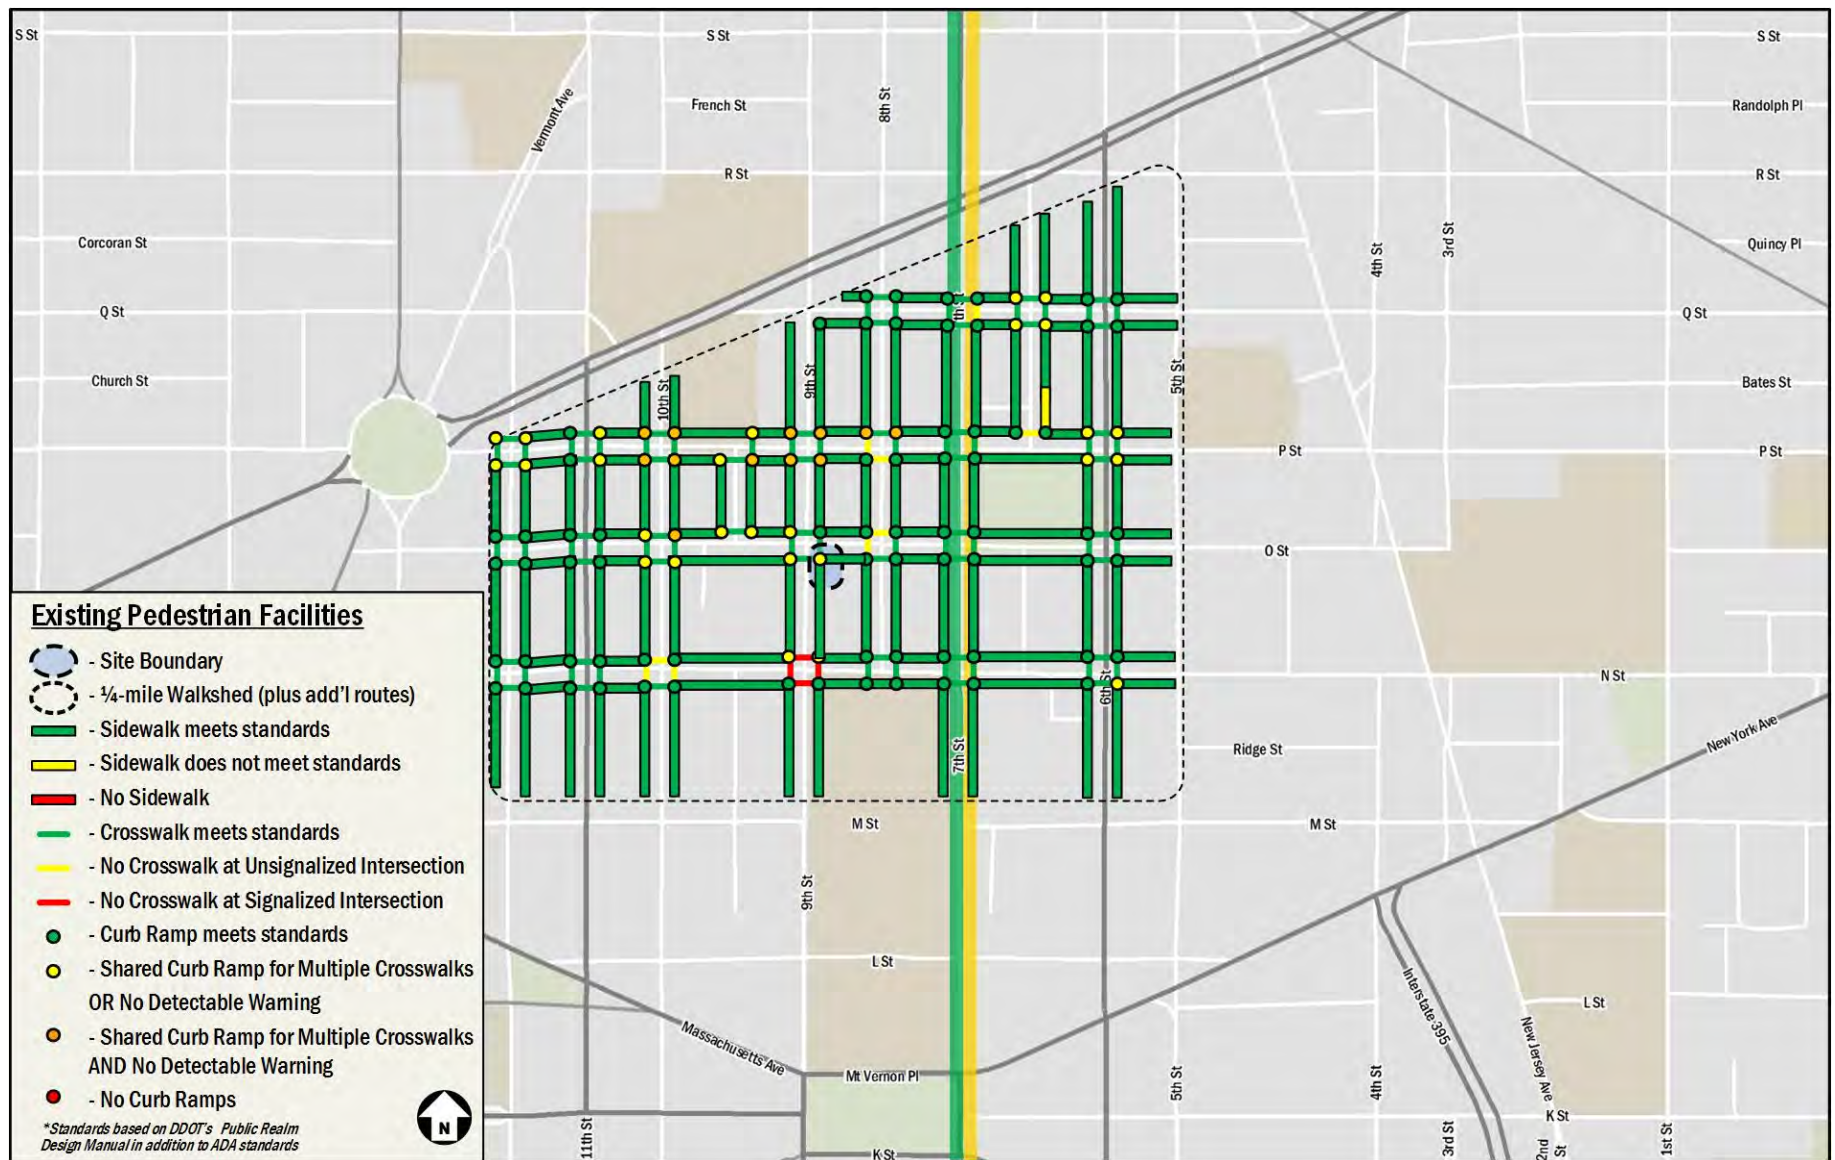 S St
S St
S St
Vermont Ave
French St
8th St
Randolph Pl
R St
R St
Corcoran St
4th St
3rd St
Quincy Pl
Q St
th St
Q St
Church St
10th St
9th St
5th St
Bates St
P St
P St
O St
N St
6th St
7th St
Ridge St
New York Ave
M St
M St
9th St
L St
L St
Interstate 395
New Jersey Ave
Massachusetts Ave
Mt Vernon Pl
5th St
4th St
K St
11th St
K St
3rd St
2nd St
1st St
Existing Pedestrian Facilities
- Site Boundary
- ¼-mile Walkshed (plus add'l routes)
- Sidewalk meets standards
- Sidewalk does not meet standards
- No Sidewalk
- Crosswalk meets standards
- No Crosswalk at Unsignalized Intersection
- No Crosswalk at Signalized Intersection
- Curb Ramp meets standards
- Shared Curb Ramp for Multiple Crosswalks
OR No Detectable Warning
- Shared Curb Ramp for Multiple Crosswalks
AND No Detectable Warning
- No Curb Ramps
*Standards based on DDOT's Public Realm
Design Manual in addition to ADA standards
N